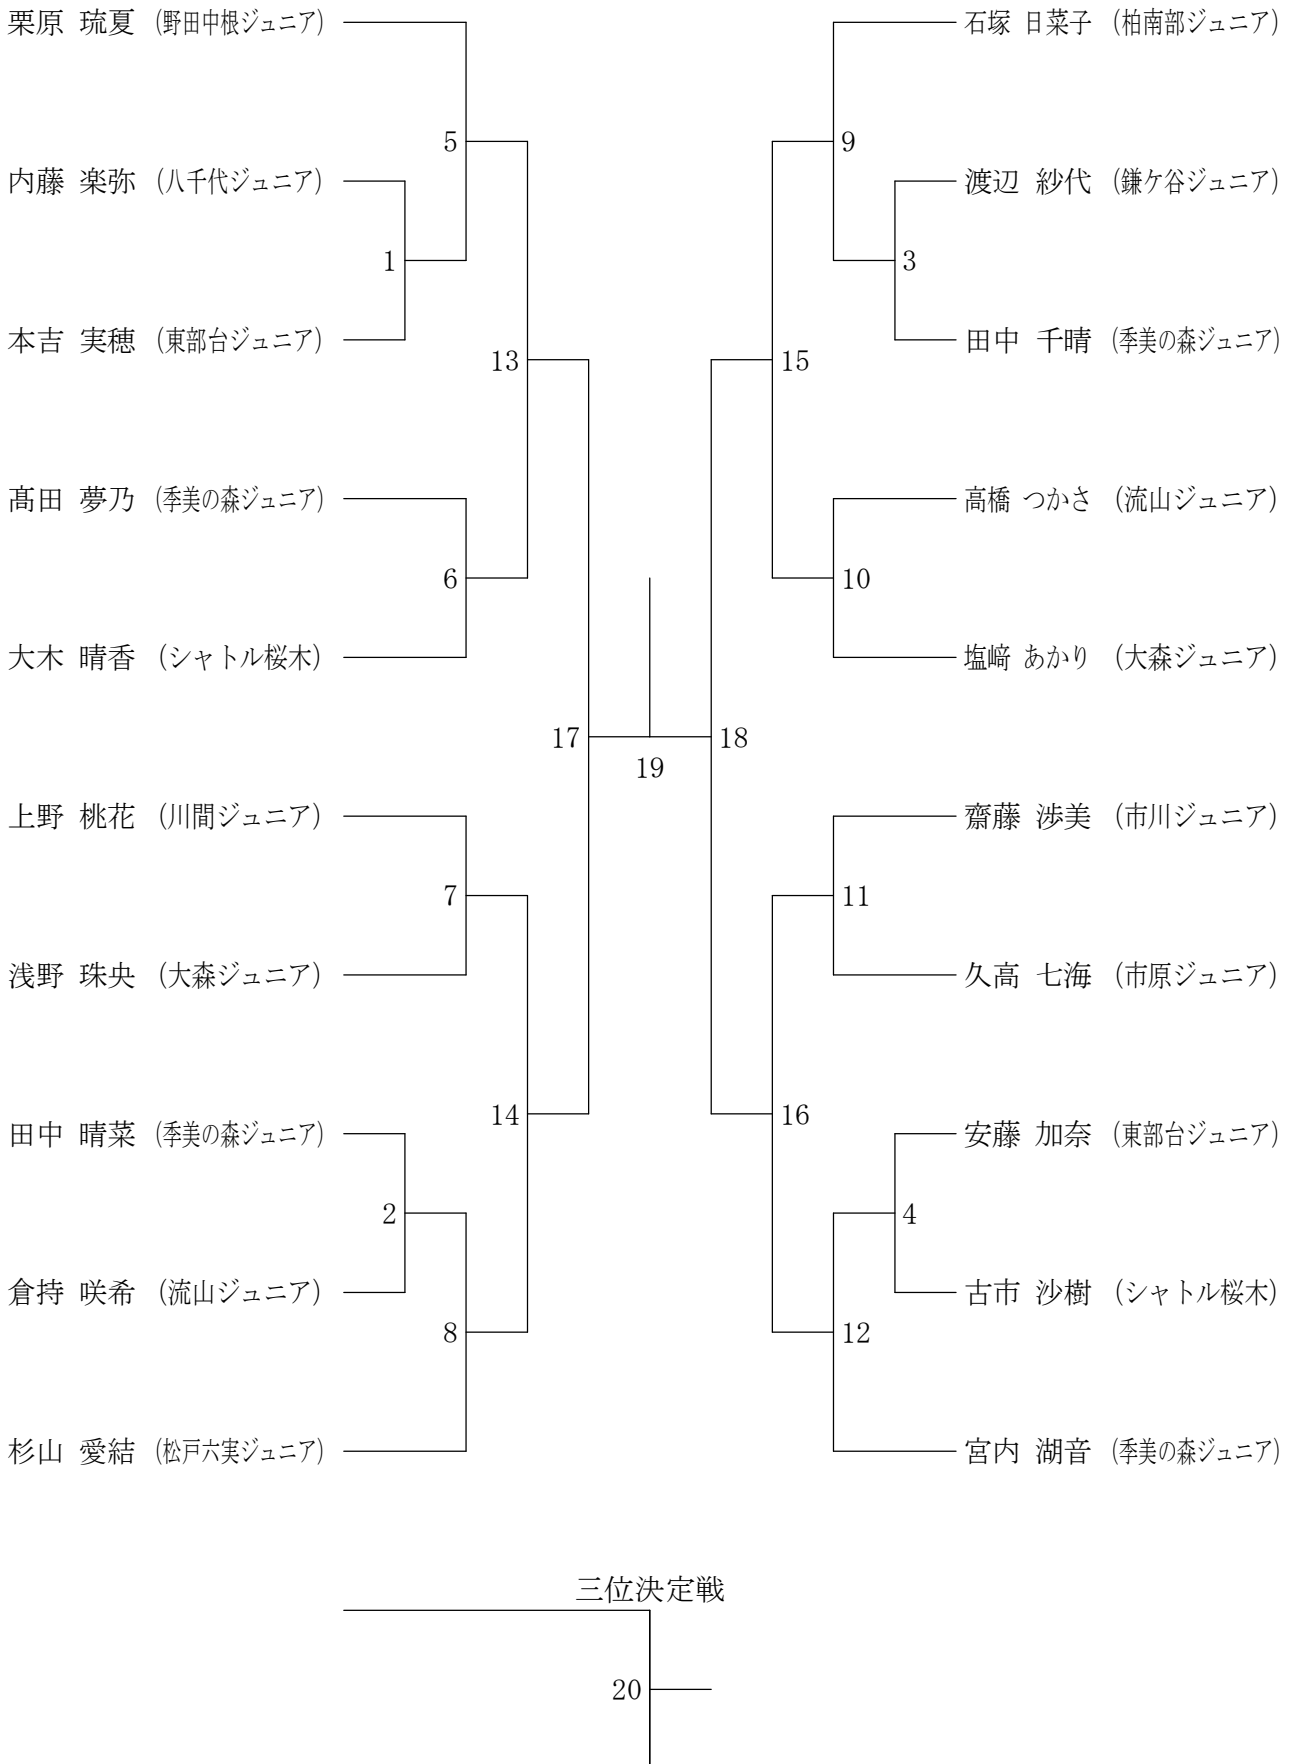 栗原 琉夏 (野田中根ジュニア)
5
内藤 楽弥 (八千代ジュニア)
1
本吉 実穂 (東部台ジュニア)
13
髙田 夢乃 (季美の森ジュニア)
6
大木 晴香 (シャトル桜木)
17
上野 桃花 (川間ジュニア)
7
浅野 珠央 (大森ジュニア)
14
田中 晴菜 (季美の森ジュニア)
2
倉持 咲希 (流山ジュニア)
8
杉山 愛結 (松戸六実ジュニア)
19
石塚 日菜子 (柏南部ジュニア)
9
渡辺 紗代 (鎌ケ谷ジュニア)
3
田中 千晴 (季美の森ジュニア)
15
高橋 つかさ (流山ジュニア)
10
塩﨑 あかり (大森ジュニア)
18
齋藤 渉美 (市川ジュニア)
11
久高 七海 (市原ジュニア)
16
安藤 加奈 (東部台ジュニア)
4
古市 沙樹 (シャトル桜木)
12
宮内 湖音 (季美の森ジュニア)
三位決定戦
20